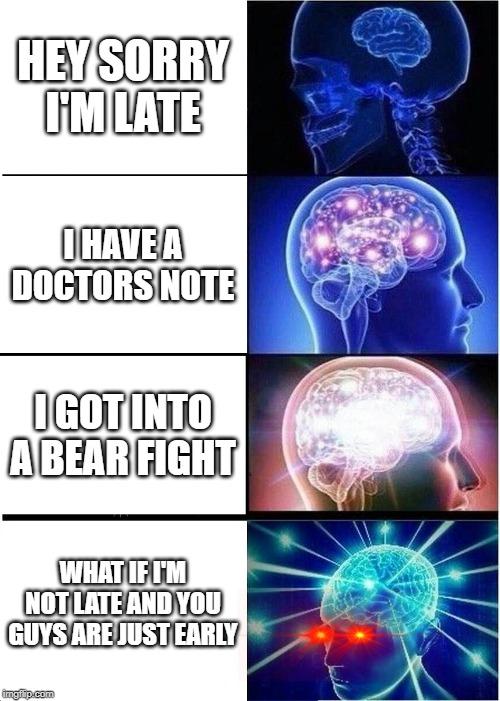 HEY SORRY
I'M LATE
I HAVE A
DOCTORS NOTE
I GOT INTO
A BEAR FIGHT
WHAT IF I'M
NOT LATE AND YOU
GUYS ARE JUST EARLY
imgflip.com